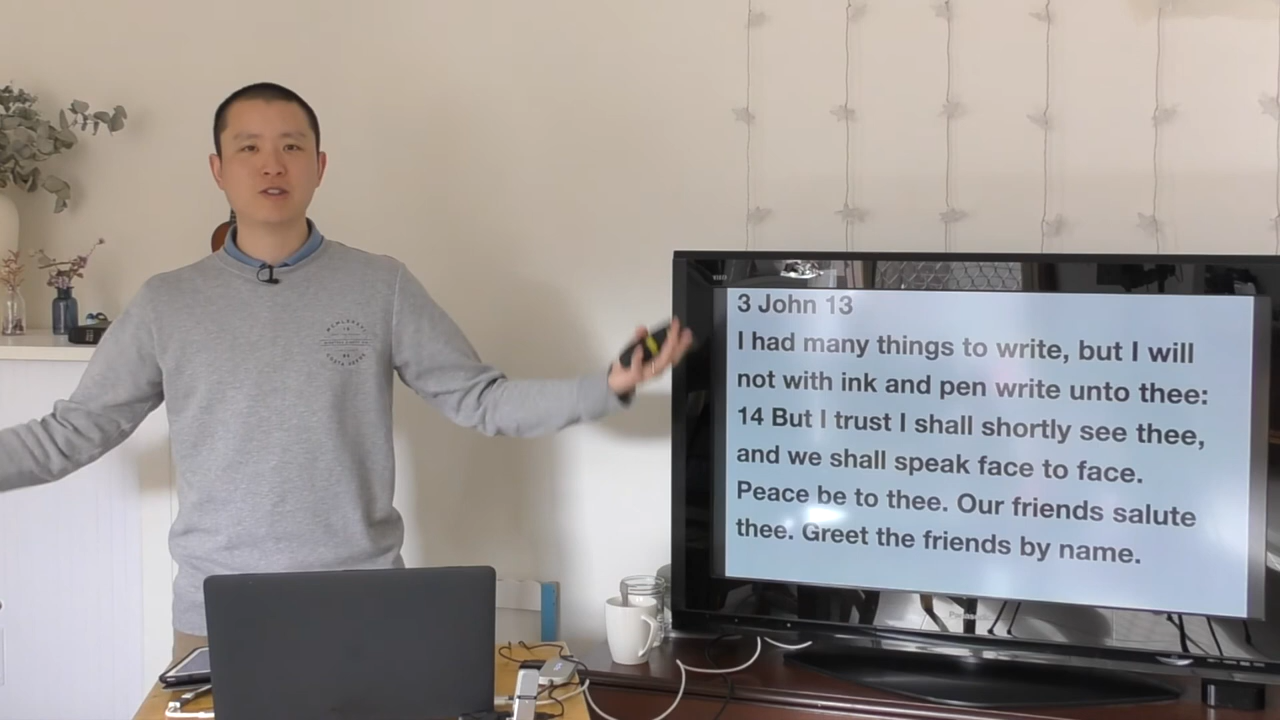 3 John 13
I had many things to write, but I will
not with ink and pen write unto thee:
14 But I trust I shall shortly see thee,
and we shall speak face to face.
Peace be to thee. Our friends salute
thee. Greet the friends by name.